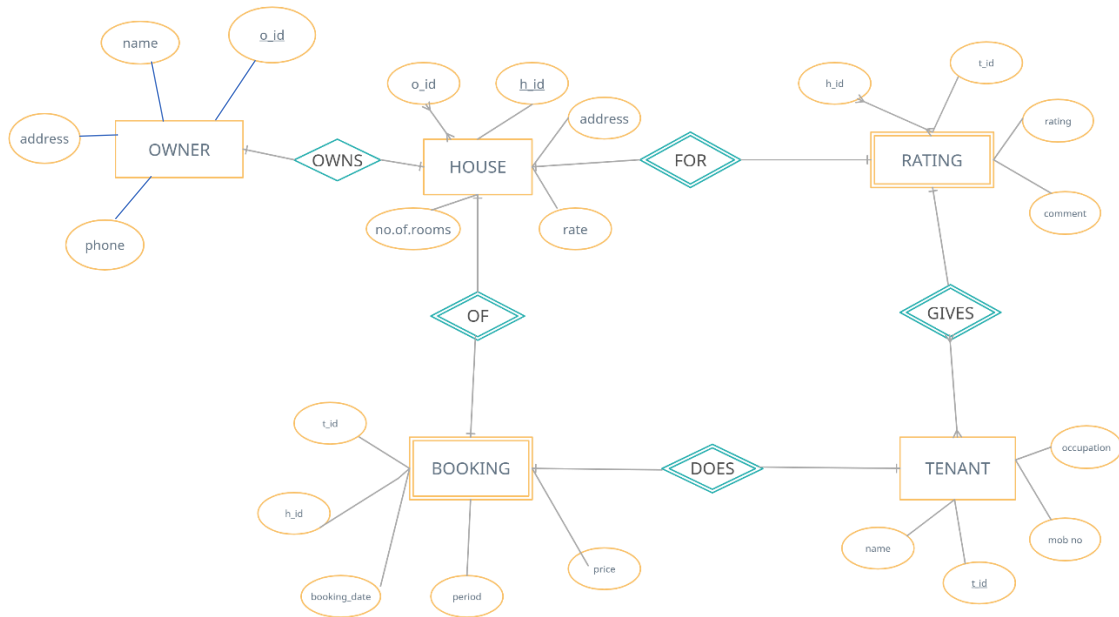 name
o_id
address
OWNER
phone
OWNS
o_id
h_id
address
HOUSE
no.of.rooms
rate
FOR
h_id
t_id
rating
RATING
comment
OF
GIVES
t_id
BOOKING
h_id
booking_date
period
price
DOES
TENANT
occupation
name
mob no
t_id